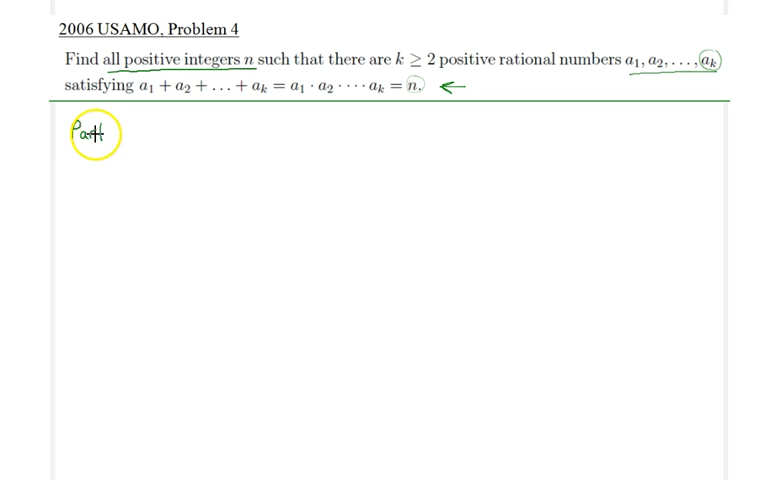 2006 USAMO, Problem 4
Find all positive integers n such that there are k ≥ 2 positive rational numbers a₁, a₂, . . . , aₖ
satisfying a₁ + a₂ + . . . + aₖ = a₁ · a₂ · · · · aₖ = n.
Part